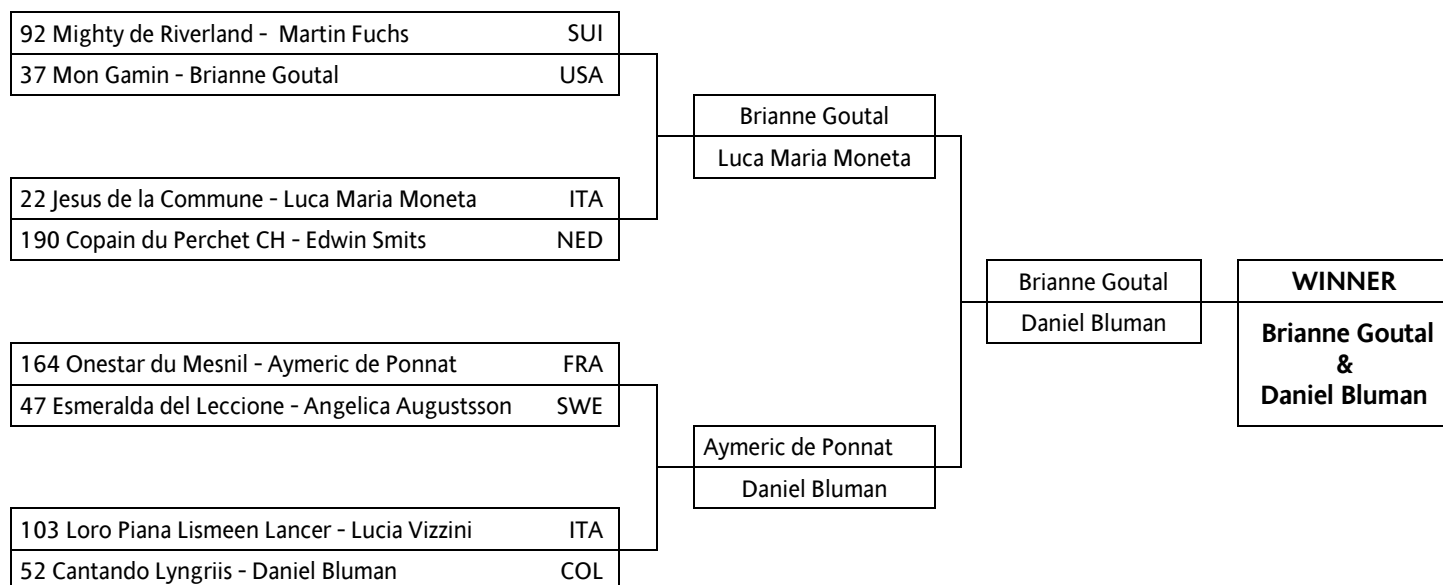 92 Mighty de Riverland -  Martin Fuchs SUI
37 Mon Gamin - Brianne Goutal USA
22 Jesus de la Commune - Luca Maria Moneta ITA
190 Copain du Perchet CH - Edwin Smits NED
164 Onestar du Mesnil - Aymeric de Ponnat FRA
47 Esmeralda del Leccione - Angelica Augustsson SWE
103 Loro Piana Lismeen Lancer - Lucia Vizzini ITA
52 Cantando Lyngriis - Daniel Bluman COL
Brianne Goutal
Luca Maria Moneta
Aymeric de Ponnat
Daniel Bluman
Brianne Goutal
Daniel Bluman
WINNER
Brianne Goutal
&
Daniel Bluman